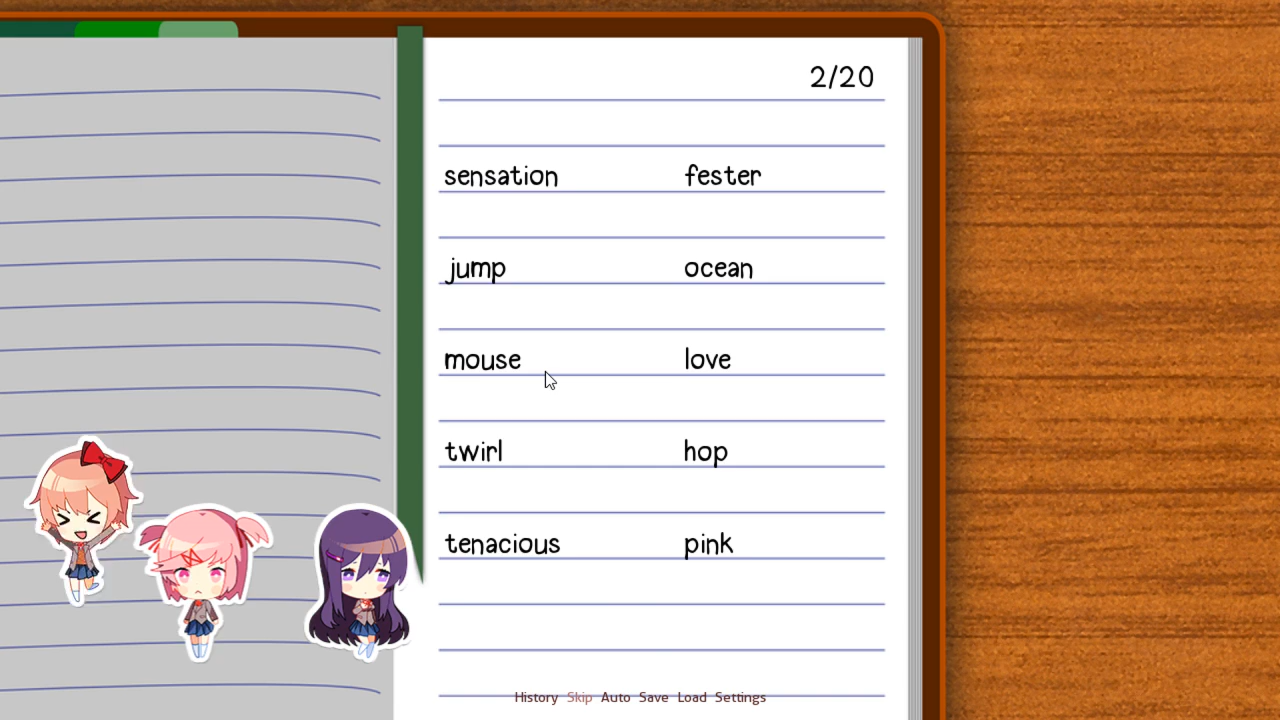 2/20
sensation fester
jump ocean
mouse love
twirl hop
tenacious pink
History Skip Auto Save Load Settings